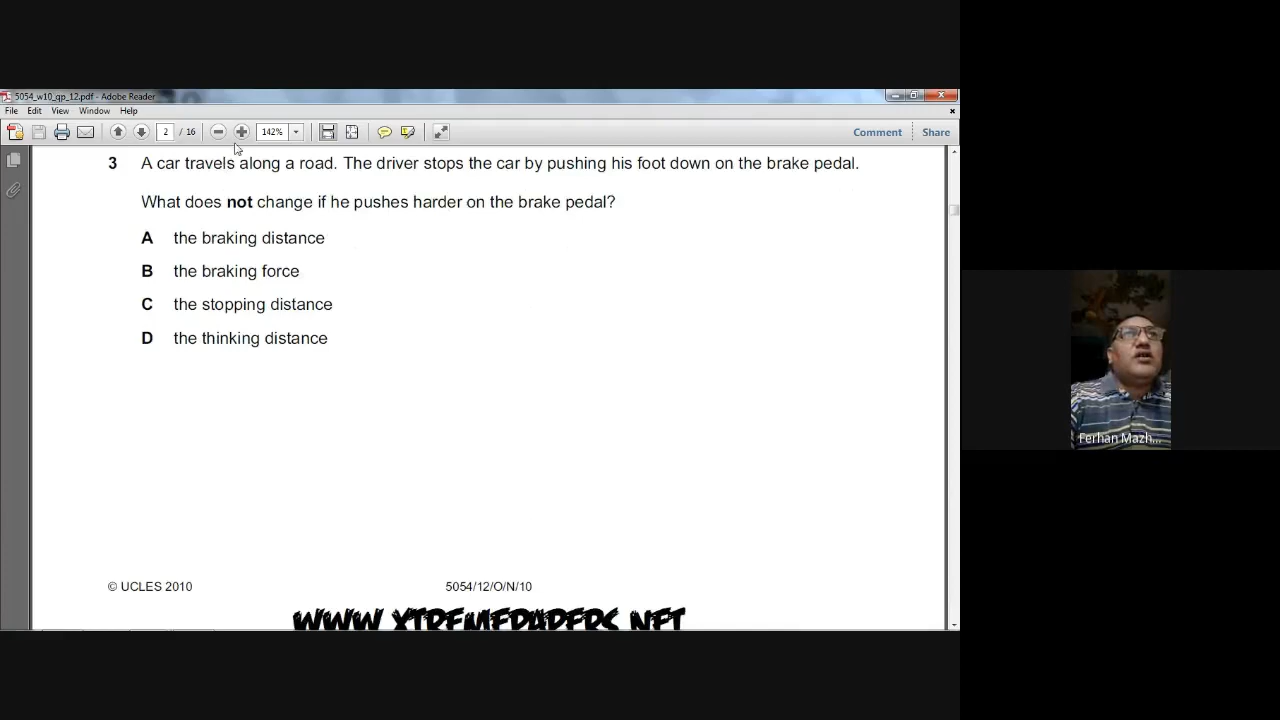 5054_w10_qp_12.pdf - Adobe Reader
File Edit View Window Help
2 / 16 142% Comment Share
3 A car travels along a road. The driver stops the car by pushing his foot down on the brake pedal.
What does not change if he pushes harder on the brake pedal?
A the braking distance
B the braking force
C the stopping distance
D the thinking distance
Ferhan Mazh...
© UCLES 2010 5054/12/O/N/10
WWW.XTREMEPAPERS.NET